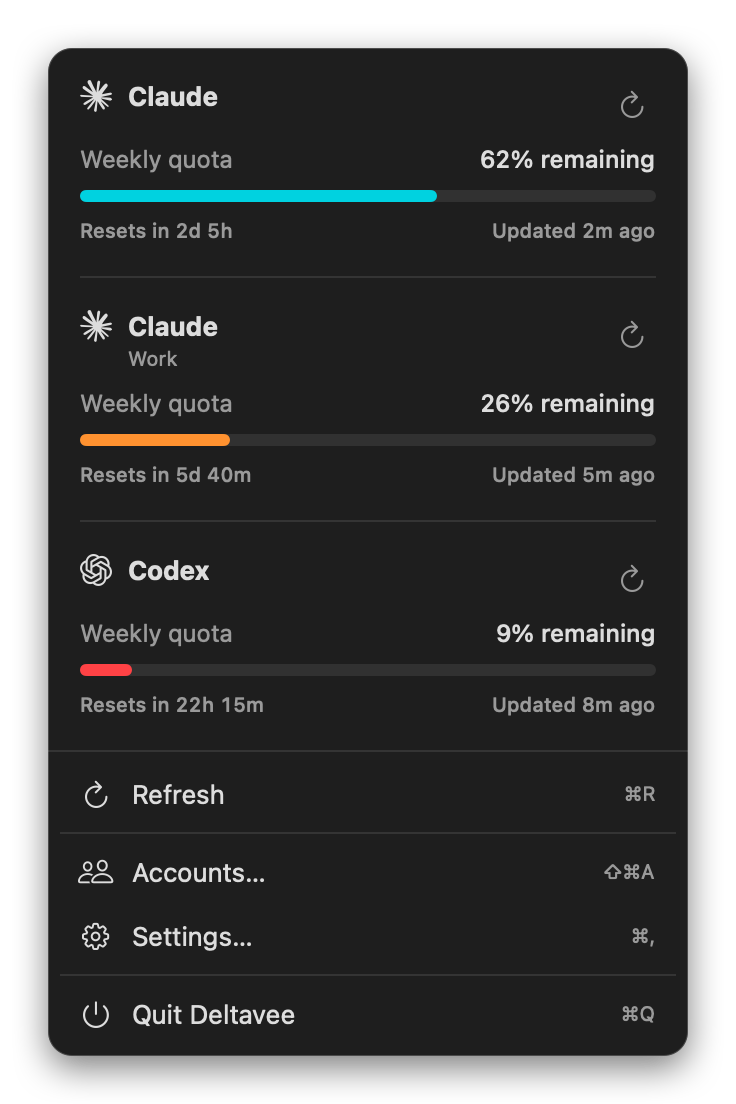 Claude
Weekly quota 62% remaining
Resets in 2d 5h Updated 2m ago
Claude
Work
Weekly quota 26% remaining
Resets in 5d 40m Updated 5m ago
Codex
Weekly quota 9% remaining
Resets in 22h 15m Updated 8m ago
Refresh ⌘R
Accounts... ⇧⌘A
Settings... ⌘,
Quit Deltavee ⌘Q